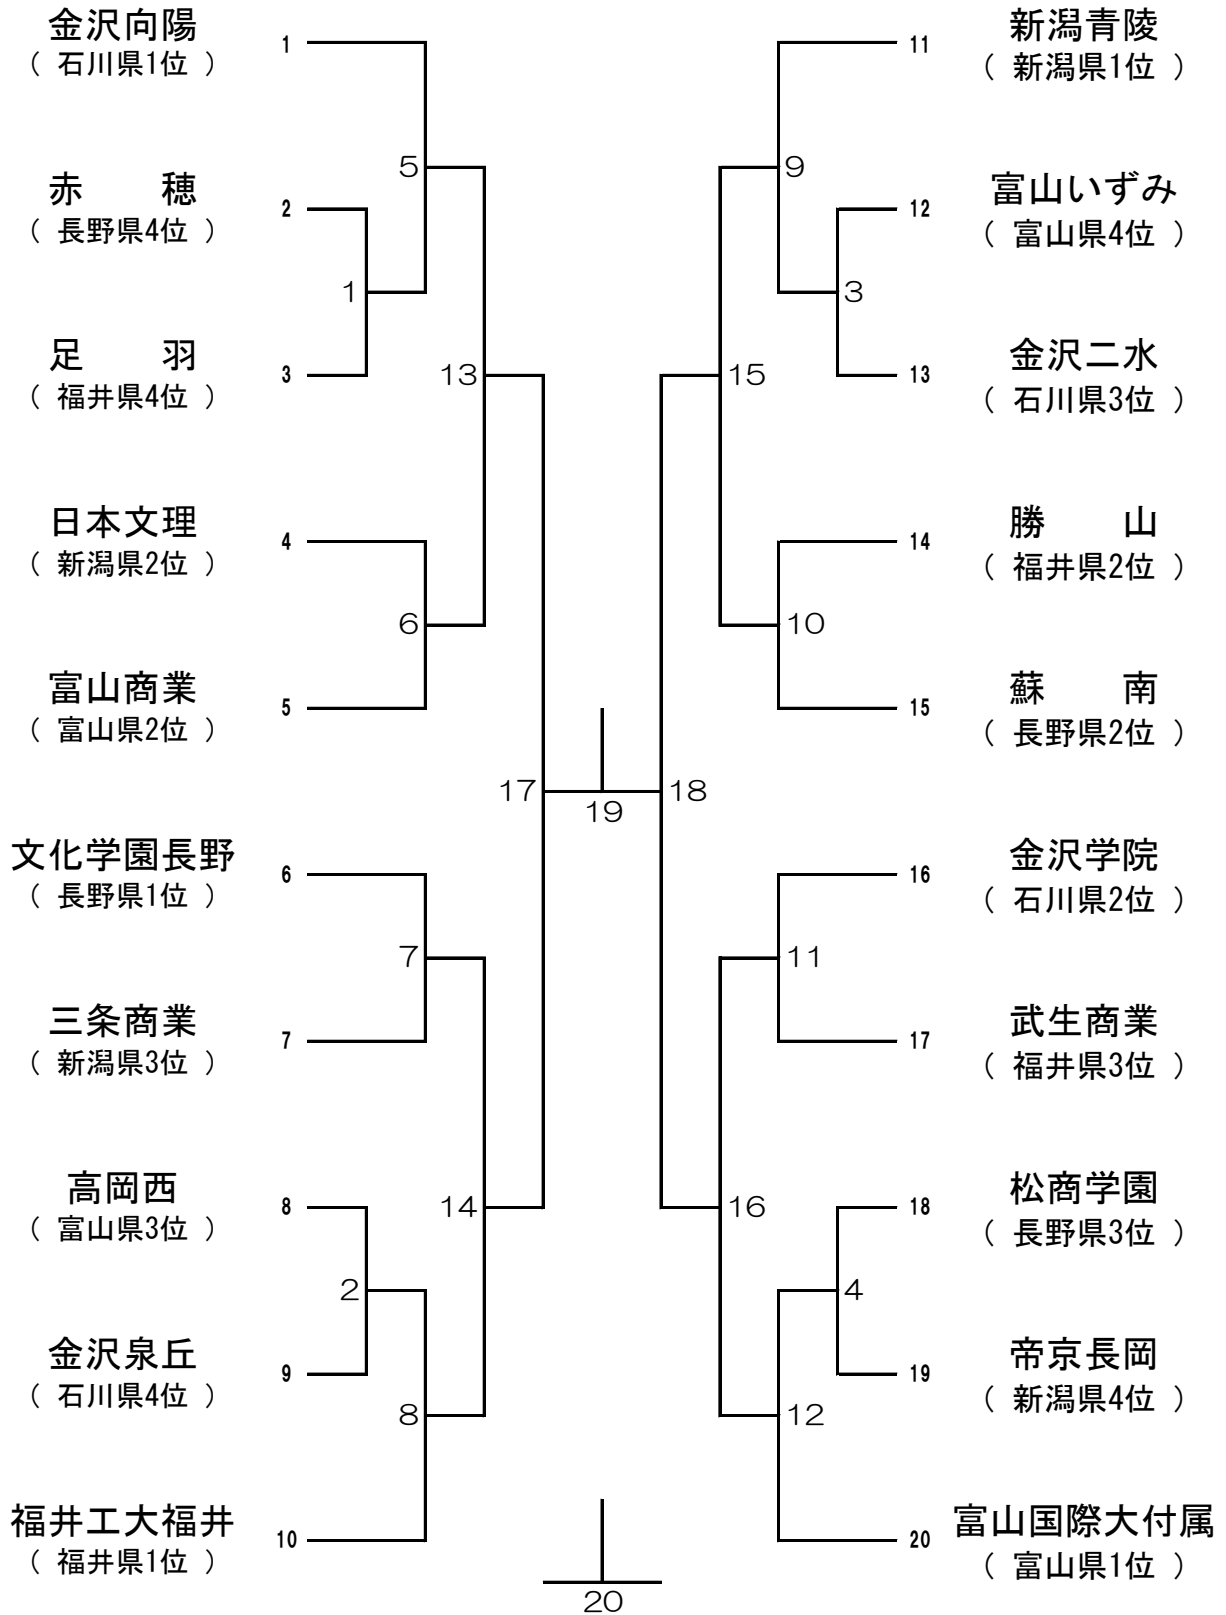 金沢向陽
( 石川県1位 )
1
赤　　穂
( 長野県4位 )
2
足　　羽
( 福井県4位 )
3
日本文理
( 新潟県2位 )
4
富山商業
( 富山県2位 )
5
文化学園長野
( 長野県1位 )
6
三条商業
( 新潟県3位 )
7
高岡西
( 富山県3位 )
8
金沢泉丘
( 石川県4位 )
9
福井工大福井
( 福井県1位 )
10
5
1
13
6
17
7
14
2
8
19
20
9
3
15
10
18
11
16
4
12
11
新潟青陵
( 新潟県1位 )
12
富山いずみ
( 富山県4位 )
13
金沢二水
( 石川県3位 )
14
勝　　山
( 福井県2位 )
15
蘇　　南
( 長野県2位 )
16
金沢学院
( 石川県2位 )
17
武生商業
( 福井県3位 )
18
松商学園
( 長野県3位 )
19
帝京長岡
( 新潟県4位 )
20
富山国際大付属
( 富山県1位 )